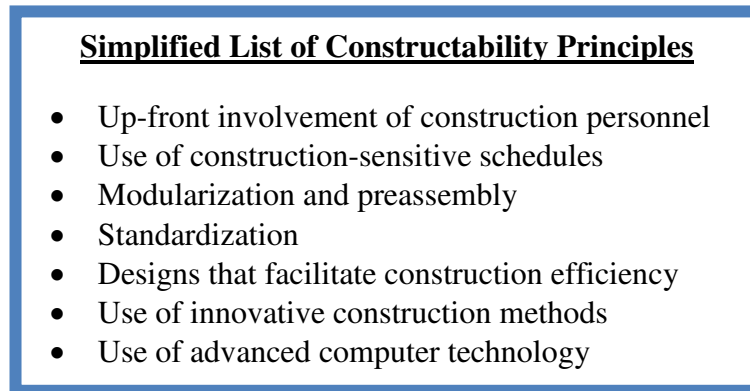 Simplified List of Constructability Principles
• Up-front involvement of construction personnel
• Use of construction-sensitive schedules
• Modularization and preassembly
• Standardization
• Designs that facilitate construction efficiency
• Use of innovative construction methods
• Use of advanced computer technology